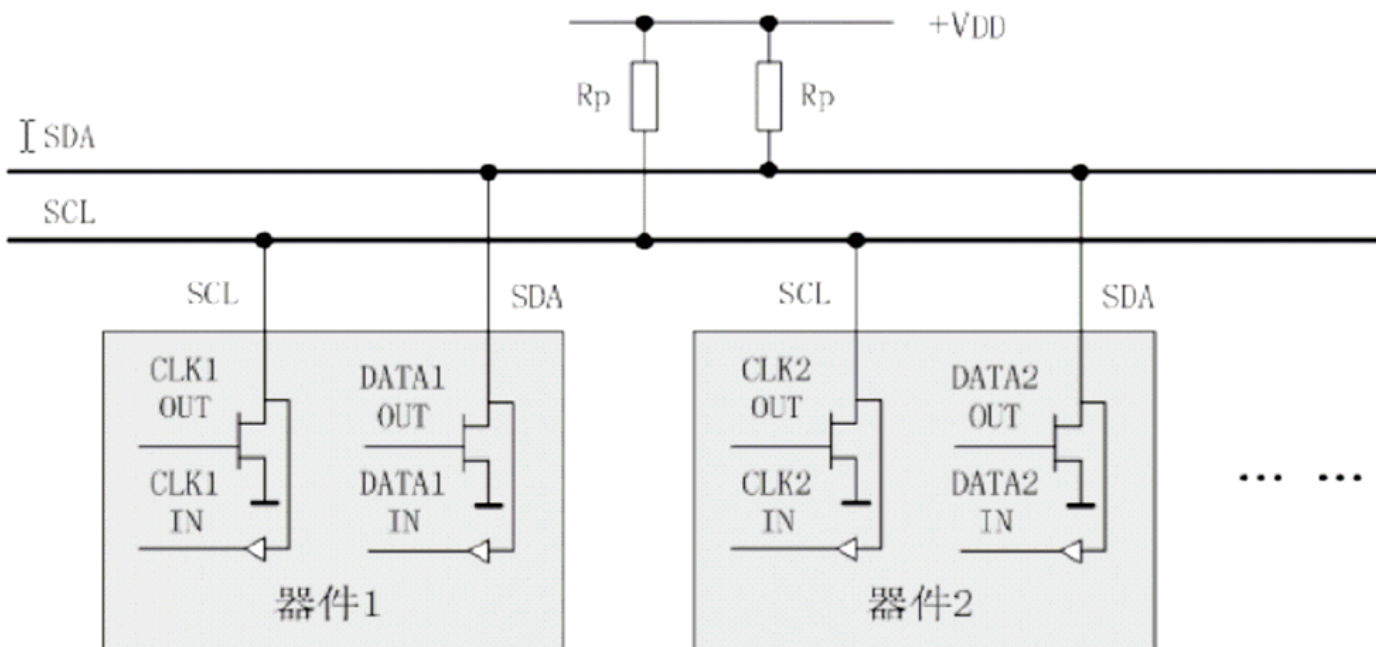 +VDD
Rp
Rp
SDA
SCL
SCL
SDA
SCL
SDA
CLK1
OUT
DATA1
OUT
CLK2
OUT
DATA2
OUT
CLK1
IN
DATA1
IN
CLK2
IN
DATA2
IN
... ...
器件1
器件2